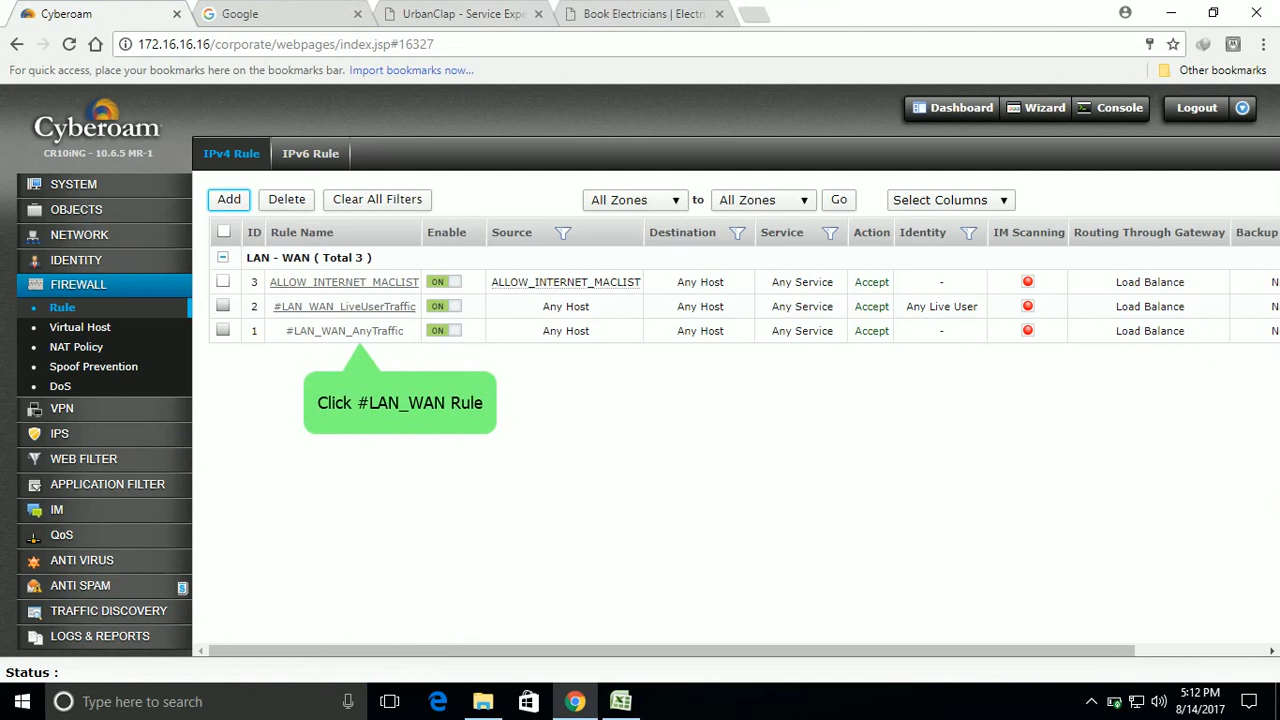 Cyberoam
Google
UrbanClap - Service Exp
Book Electricians | Electri
172.16.16.16/corporate/webpages/index.jsp#16327
For quick access, place your bookmarks here on the bookmarks bar. Import bookmarks now...
Other bookmarks
Cyberoam
CR10iNG - 10.6.5 MR-1
Dashboard
Wizard
Console
Logout
IPv4 Rule
IPv6 Rule
SYSTEM
OBJECTS
NETWORK
IDENTITY
FIREWALL
Rule
Virtual Host
NAT Policy
Spoof Prevention
DoS
VPN
IPS
WEB FILTER
APPLICATION FILTER
IM
QoS
ANTI VIRUS
ANTI SPAM
TRAFFIC DISCOVERY
LOGS & REPORTS
Add
Delete
Clear All Filters
All Zones
to
All Zones
Go
Select Columns
ID Rule Name Enable Source Destination Service Action Identity IM Scanning Routing Through Gateway Backup
LAN - WAN ( Total 3 )
3 ALLOW_INTERNET_MACLIST ON ALLOW_INTERNET_MACLIST Any Host Any Service Accept - Load Balance N
2 #LAN_WAN_LiveUserTraffic ON Any Host Any Host Any Service Accept Any Live User Load Balance N
1 #LAN_WAN_AnyTraffic ON Any Host Any Host Any Service Accept - Load Balance N
Click #LAN_WAN Rule
Status :
Type here to search
5:12 PM
8/14/2017